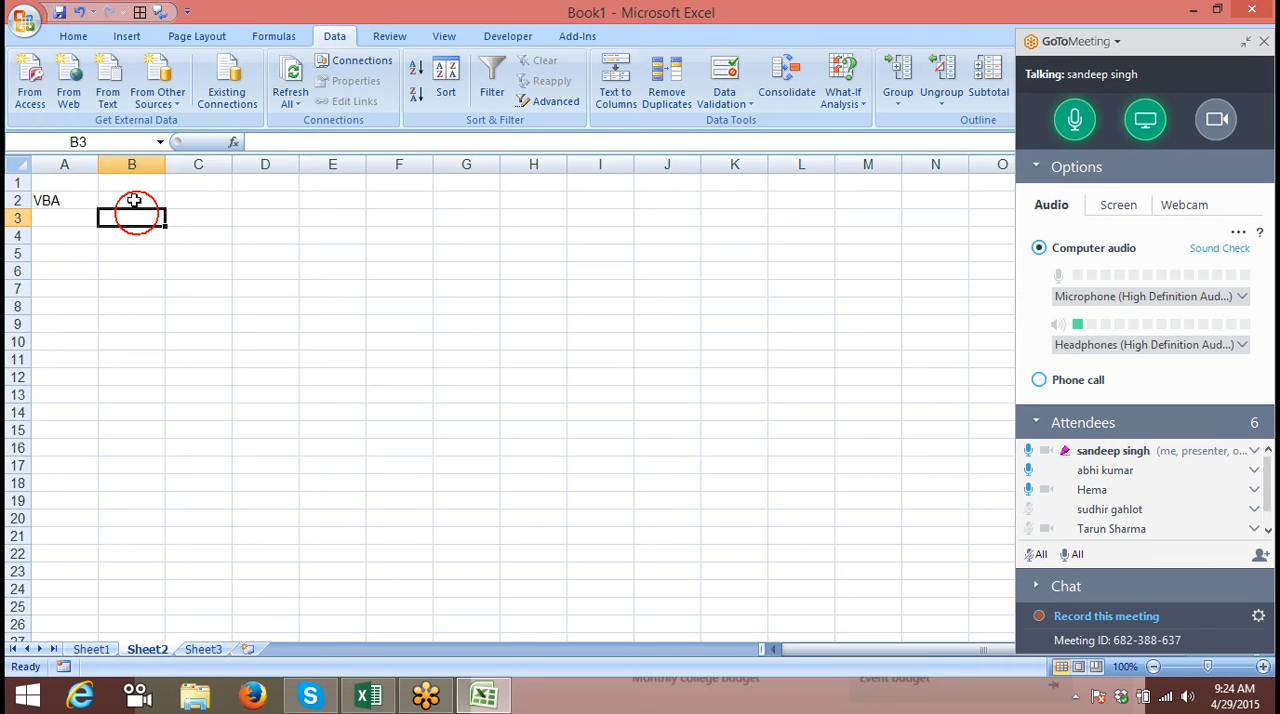 Book1 - Microsoft Excel
Home Insert Page Layout Formulas Data Review View Developer Add-Ins
From Access
From Web
From Text
From Other Sources
Existing Connections
Get External Data
Refresh All
Connections
Properties
Edit Links
Connections
Sort
Filter
Clear
Reapply
Advanced
Sort & Filter
Text to Columns
Remove Duplicates
Data Validation
Consolidate
What-If Analysis
Data Tools
Group
Ungroup
Subtotal
Outline
B3
fx
A B C D E F G H I J K L M N O
1
2 VBA
3
4
5
6
7
8
9
10
11
12
13
14
15
16
17
18
19
20
21
22
23
24
25
26
27
Sheet1 Sheet2 Sheet3
Ready
100%
GoToMeeting
Talking: sandeep singh
Options
Audio Screen Webcam
... ?
Computer audio Sound Check
Microphone (High Definition Aud...)
Headphones (High Definition Aud...)
Phone call
Attendees 6
sandeep singh (me, presenter, o...
abhi kumar
Hema
sudhir gahlot
Tarun Sharma
All All
Chat
Record this meeting
Meeting ID: 682-388-637
Monthly college budget
Event budget
9:24 AM
4/29/2015